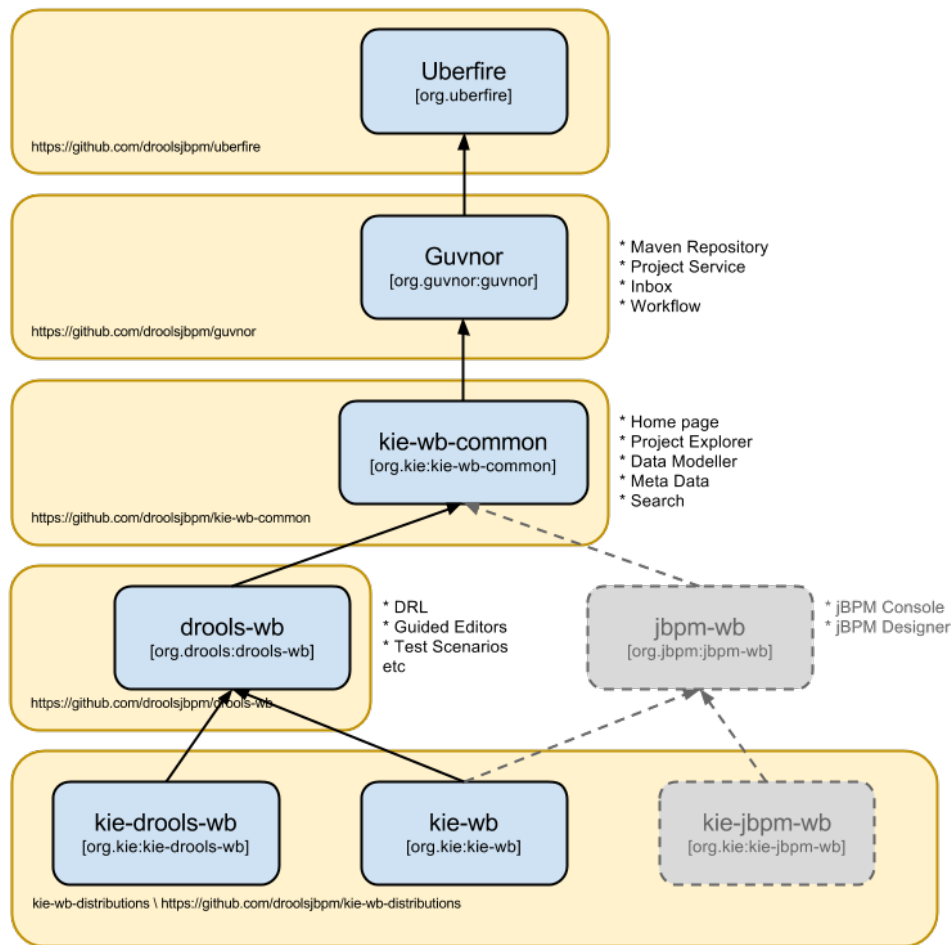 Uberfire
[org.uberfire]
https://github.com/droolsjbpm/uberfire
Guvnor
[org.guvnor:guvnor]
* Maven Repository
* Project Service
* Inbox
* Workflow
https://github.com/droolsjbpm/guvnor
kie-wb-common
[org.kie:kie-wb-common]
* Home page
* Project Explorer
* Data Modeller
* Meta Data
* Search
https://github.com/droolsjbpm/kie-wb-common
drools-wb
[org.drools:drools-wb]
* DRL
* Guided Editors
* Test Scenarios
etc
jbpm-wb
[org.jbpm:jbpm-wb]
* jBPM Console
* jBPM Designer
https://github.com/droolsjbpm/drools-wb
kie-drools-wb
[org.kie:kie-drools-wb]
kie-wb
[org.kie:kie-wb]
kie-jbpm-wb
[org.kie:kie-jbpm-wb]
kie-wb-distributions \ https://github.com/droolsjbpm/kie-wb-distributions